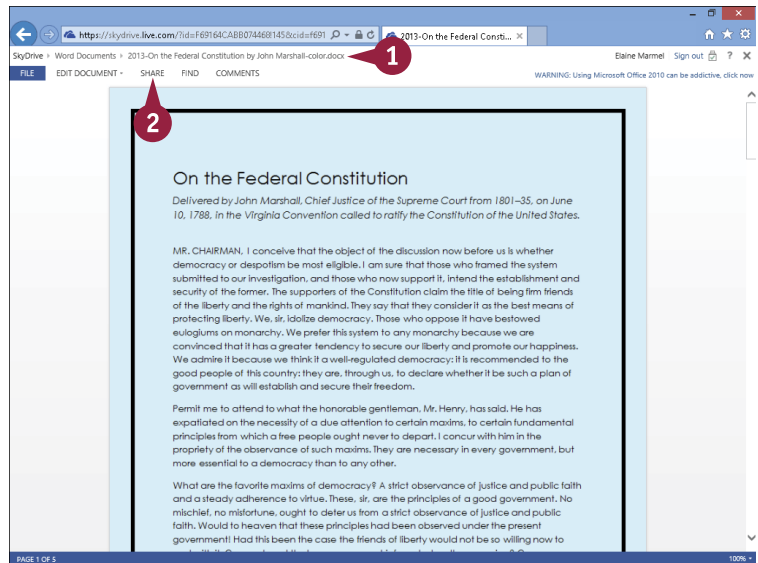 https://skydrive.live.com/?id=F69164CABB074468!145&cid=f691
2013-On the Federal Consti...
SkyDrive Word Documents 2013-On the Federal Constitution by John Marshall-color.docx
1
Elaine Marmel Sign out ? X
FILE EDIT DOCUMENT SHARE FIND COMMENTS
WARNING: Using Microsoft Office 2010 can be addictive, click now
2
On the Federal Constitution
Delivered by John Marshall, Chief Justice of the Supreme Court from 1801–35, on June
10, 1788, in the Virginia Convention called to ratify the Constitution of the United States.
MR. CHAIRMAN, I conceive that the object of the discussion now before us is whether
democracy or despotism be most eligible. I am sure that those who framed the system
submitted to our investigation, and those who now support it, intend the establishment and
security of the former. The supporters of the Constitution claim the title of being firm friends
of the liberty and the rights of mankind. They say that they consider it as the best means of
protecting liberty. We, sir, idolize democracy. Those who oppose it have bestowed
eulogiums on monarchy. We prefer this system to any monarchy because we are
convinced that it has a greater tendency to secure our liberty and promote our happiness.
We admire it because we think it a well-regulated democracy: it is recommended to the
good people of this country: they are, through us, to declare whether it be such a plan of
government as will establish and secure their freedom.
Permit me to attend to what the honorable gentleman, Mr. Henry, has said. He has
expatiated on the necessity of a due attention to certain maxims, to certain fundamental
principles from which a free people ought never to depart. I concur with him in the
propriety of the observance of such maxims. They are necessary in every government, but
more essential to a democracy than to any other.
What are the favorite maxims of democracy? A strict observance of justice and public faith
and a steady adherence to virtue. These, sir, are the principles of a good government. No
mischief, no misfortune, ought to deter us from a strict observance of justice and public
faith. Would to heaven that these principles had been observed under the present
government! Had this been the case the friends of liberty would not be so willing now to
PAGE 1 OF 5
100%